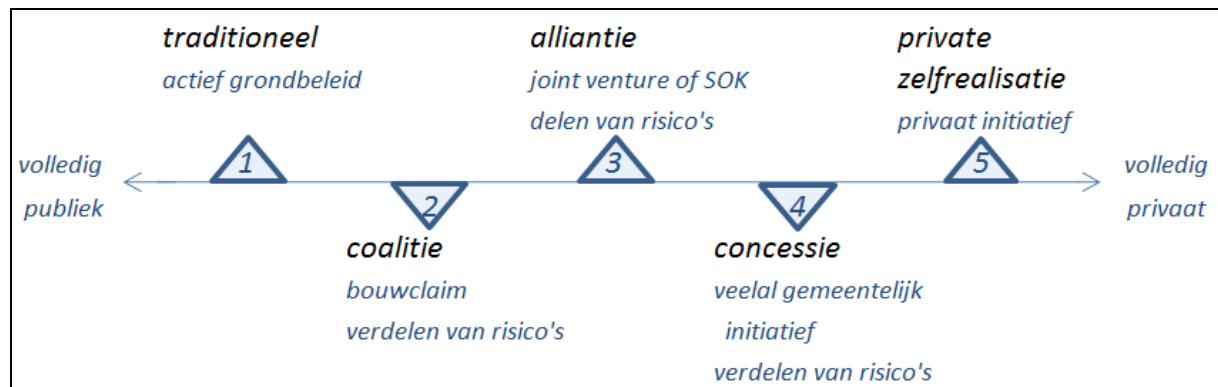 traditioneel
actief grondbeleid
alliantie
joint venture of SOK
delen van risico's
private
zelfrealisatie
privaat initiatief
volledig
publiek
1
2
3
4
5
volledig
privaat
coalitie
bouwclaim
verdelen van risico's
concessie
veelal gemeentelijk
initiatief
verdelen van risico's